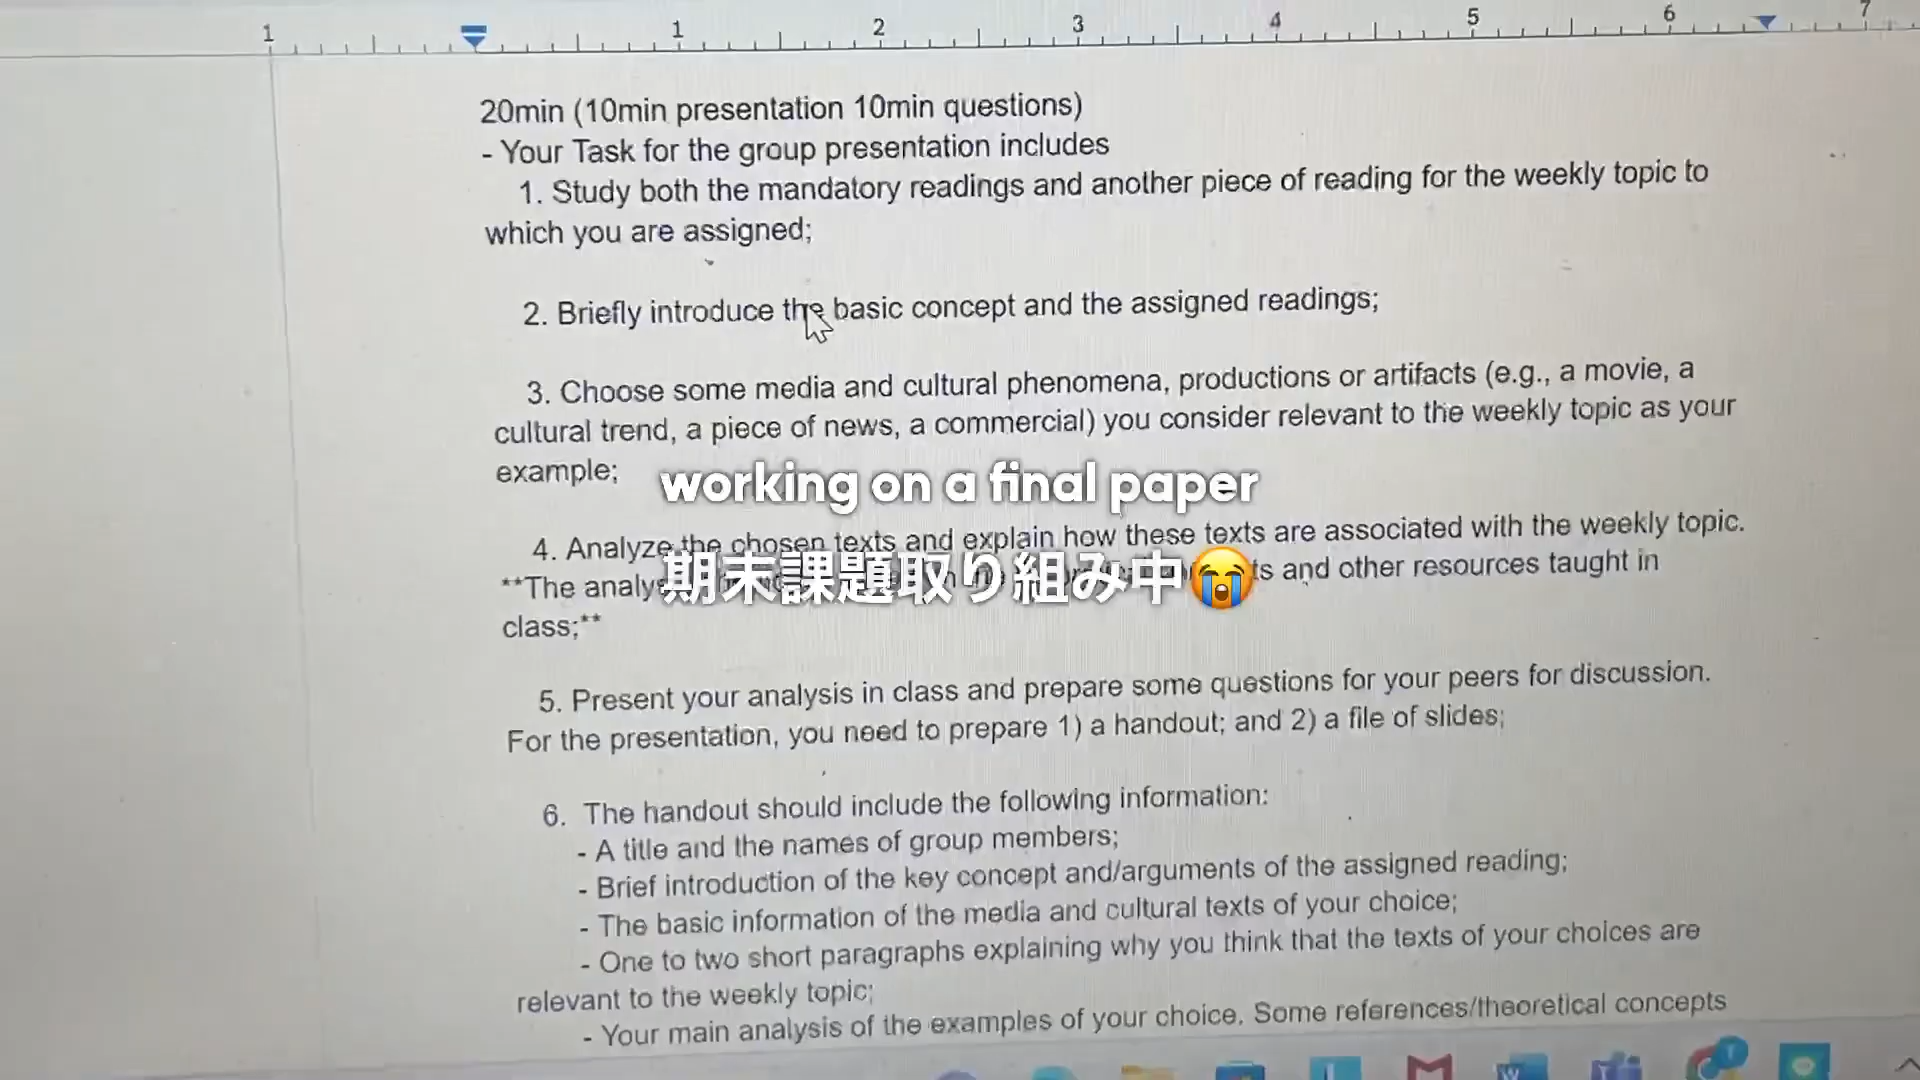 1 1 2 3 4 5 6 7
20min (10min presentation 10min questions)
- Your Task for the group presentation includes
1. Study both the mandatory readings and another piece of reading for the weekly topic to
which you are assigned;
2. Briefly introduce the basic concept and the assigned readings;
3. Choose some media and cultural phenomena, productions or artifacts (e.g., a movie, a
cultural trend, a piece of news, a commercial) you consider relevant to the weekly topic as your
example;
working on a final paper
4. Analyze the chosen texts and explain how these texts are associated with the weekly topic.
期末課題取り組み中😭
**The and other resources taught in
class;**
5. Present your analysis in class and prepare some questions for your peers for discussion.
For the presentation, you need to prepare 1) a handout; and 2) a file of slides;
6. The handout should include the following information:
- A title and the names of group members;
- Brief introduction of the key concept and/arguments of the assigned reading;
- The basic information of the media and cultural texts of your choice;
- One to two short paragraphs explaining why you think that the texts of your choices are
relevant to the weekly topic;
- Your main analysis of the examples of your choice. Some references/theoretical concepts